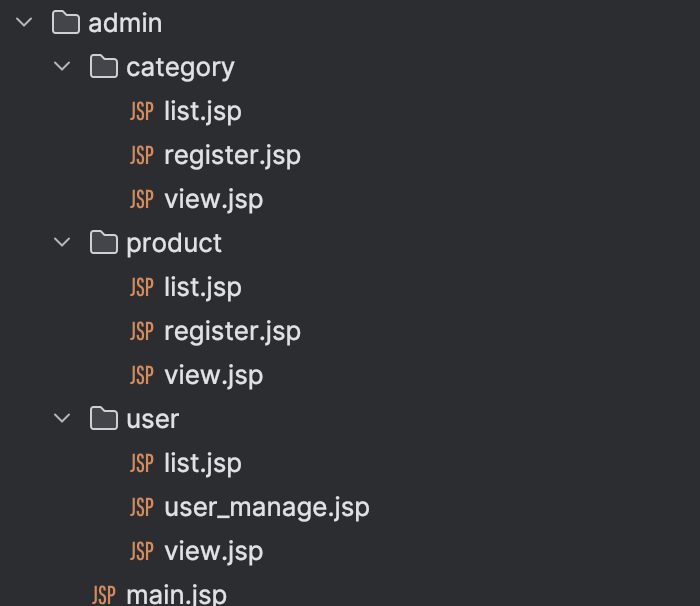 admin
category
JSP list.jsp
JSP register.jsp
JSP view.jsp
product
JSP list.jsp
JSP register.jsp
JSP view.jsp
user
JSP list.jsp
JSP user_manage.jsp
JSP view.jsp
JSP main.jsp